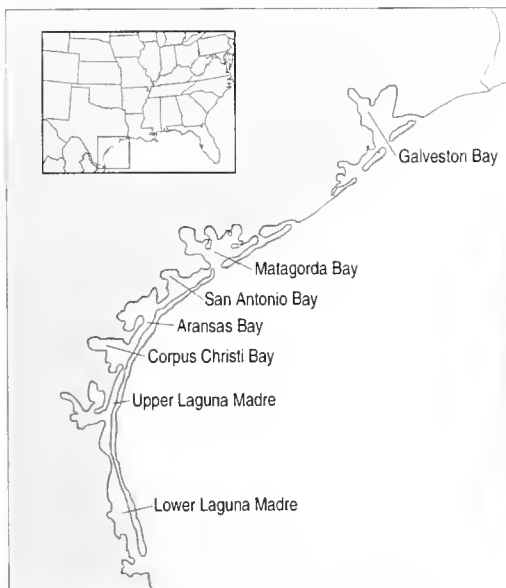 Galveston Bay
Matagorda Bay
San Antonio Bay
Aransas Bay
Corpus Christi Bay
Upper Laguna Madre
Lower Laguna Madre